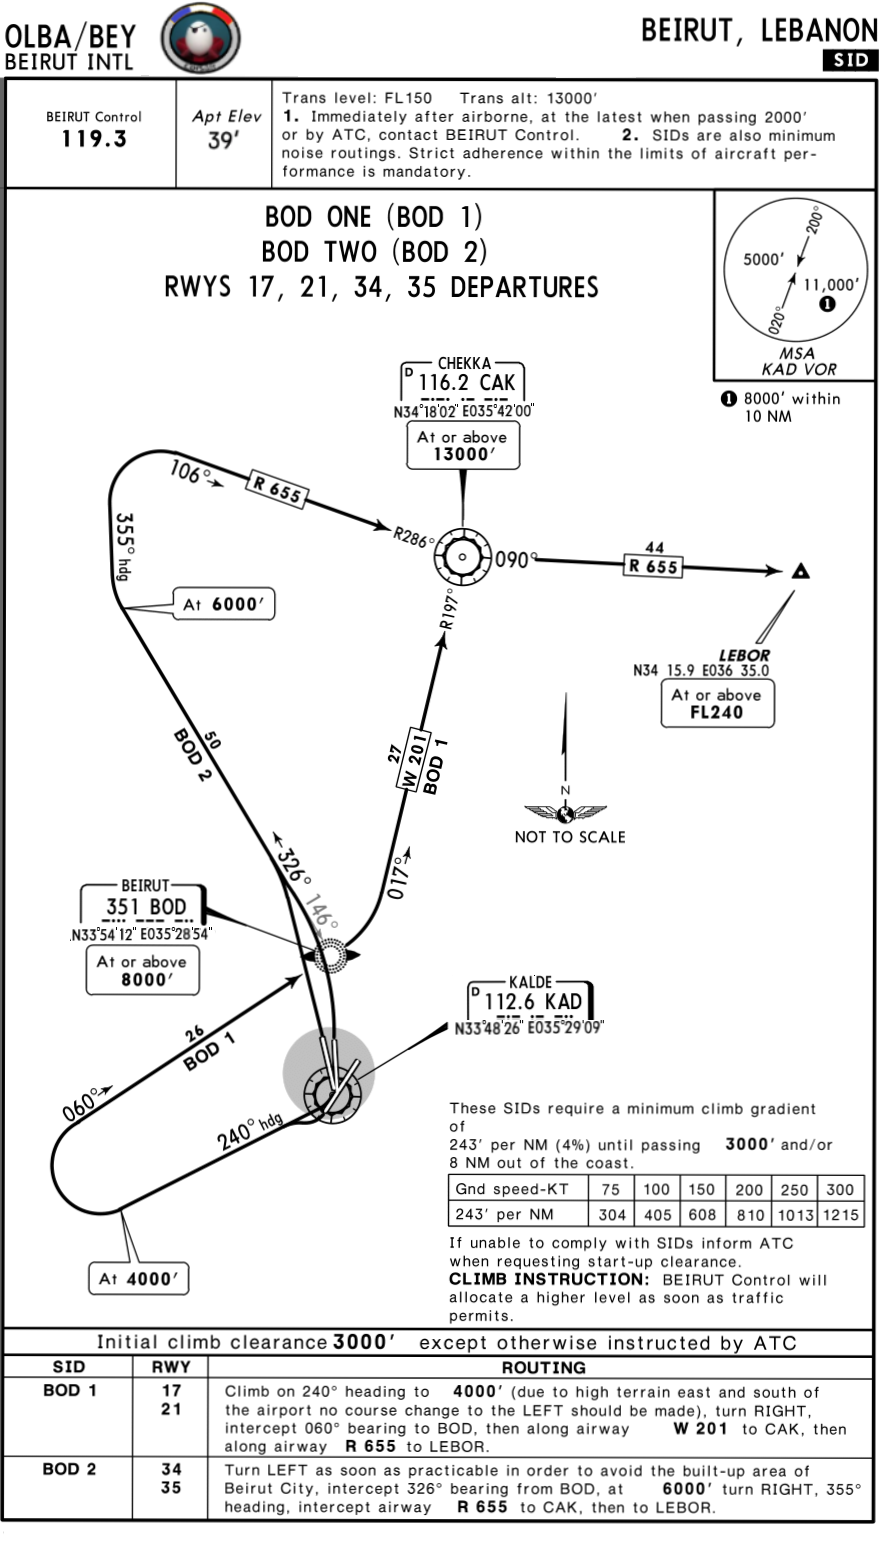 OLBA/BEY
BEIRUT INTL
BEIRUT, LEBANON
SID
BEIRUT Control
119.3
Apt Elev
39'
Trans level: FL150 Trans alt: 13000'
1. Immediately after airborne, at the latest when passing 2000'
or by ATC, contact BEIRUT Control. 2. SIDs are also minimum
noise routings. Strict adherence within the limits of aircraft per-
formance is mandatory.
BOD ONE (BOD 1)
BOD TWO (BOD 2)
RWYS 17, 21, 34, 35 DEPARTURES
200°
5000'
11,000'
1
020°
MSA
KAD VOR
1 8000' within
10 NM
CHEKKA
D
116.2 CAK
N34°18'02" E035°42'00"
At or above
13000'
106°
R 655
R286°
355° hdg
At 6000'
090°
44
R 655
R197°
LEBOR
N34 15.9 E036 35.0
At or above
FL240
50
BOD 2
27
W 201
BOD 1
N
NOT TO SCALE
017°
326°
146°
BEIRUT
351 BOD
N33°54'12" E035°28'54"
At or above
8000'
KALDE
D
112.6 KAD
N33°48'26" E035°29'09"
26
BOD 1
060°
240° hdg
At 4000'
These SIDs require a minimum climb gradient
of
243' per NM (4%) until passing 3000' and/or
8 NM out of the coast.
Gnd speed-KT 75 100 150 200 250 300
243' per NM 304 405 608 810 1013 1215
If unable to comply with SIDs inform ATC
when requesting start-up clearance.
CLIMB INSTRUCTION: BEIRUT Control will
allocate a higher level as soon as traffic
permits.
Initial climb clearance 3000' except otherwise instructed by ATC
SID RWY ROUTING
BOD 1 17 Climb on 240° heading to 4000' (due to high terrain east and south of
21 the airport no course change to the LEFT should be made), turn RIGHT,
intercept 060° bearing to BOD, then along airway W 201 to CAK, then
along airway R 655 to LEBOR.
BOD 2 34 Turn LEFT as soon as practicable in order to avoid the built-up area of
35 Beirut City, intercept 326° bearing from BOD, at 6000' turn RIGHT, 355°
heading, intercept airway R 655 to CAK, then to LEBOR.